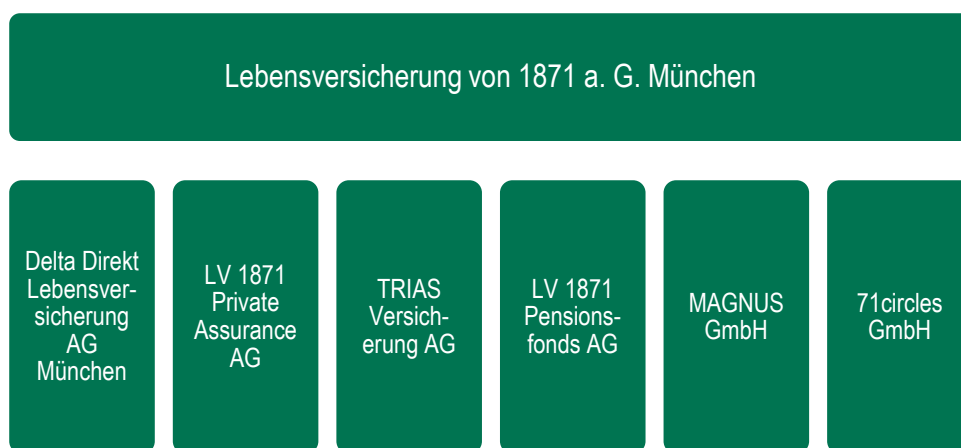 Lebensversicherung von 1871 a. G. München
Delta Direkt
Lebensver-
sicherung
AG
München
LV 1871
Private
Assurance
AG
TRIAS
Versich-
erung AG
LV 1871
Pensions-
fonds AG
MAGNUS
GmbH
71circles
GmbH